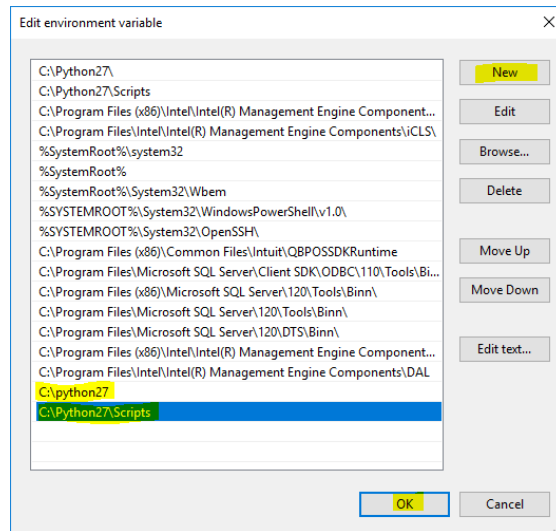 Edit environment variable
C:\Python27\
C:\Python27\Scripts
C:\Program Files (x86)\Intel\Intel(R) Management Engine Component...
C:\Program Files\Intel\Intel(R) Management Engine Components\iCLS\
%SystemRoot%\system32
%SystemRoot%
%SystemRoot%\System32\Wbem
%SYSTEMROOT%\System32\WindowsPowerShell\v1.0\
%SYSTEMROOT%\System32\OpenSSH\
C:\Program Files (x86)\Common Files\Intuit\QBPOSSDKRuntime
C:\Program Files\Microsoft SQL Server\Client SDK\ODBC\110\Tools\Bi...
C:\Program Files (x86)\Microsoft SQL Server\120\Tools\Binn\
C:\Program Files\Microsoft SQL Server\120\Tools\Binn\
C:\Program Files\Microsoft SQL Server\120\DTS\Binn\
C:\Program Files (x86)\Intel\Intel(R) Management Engine Component...
C:\Program Files\Intel\Intel(R) Management Engine Components\DAL
C:\python27
C:\Python27\Scripts
New
Edit
Browse...
Delete
Move Up
Move Down
Edit text...
OK
Cancel